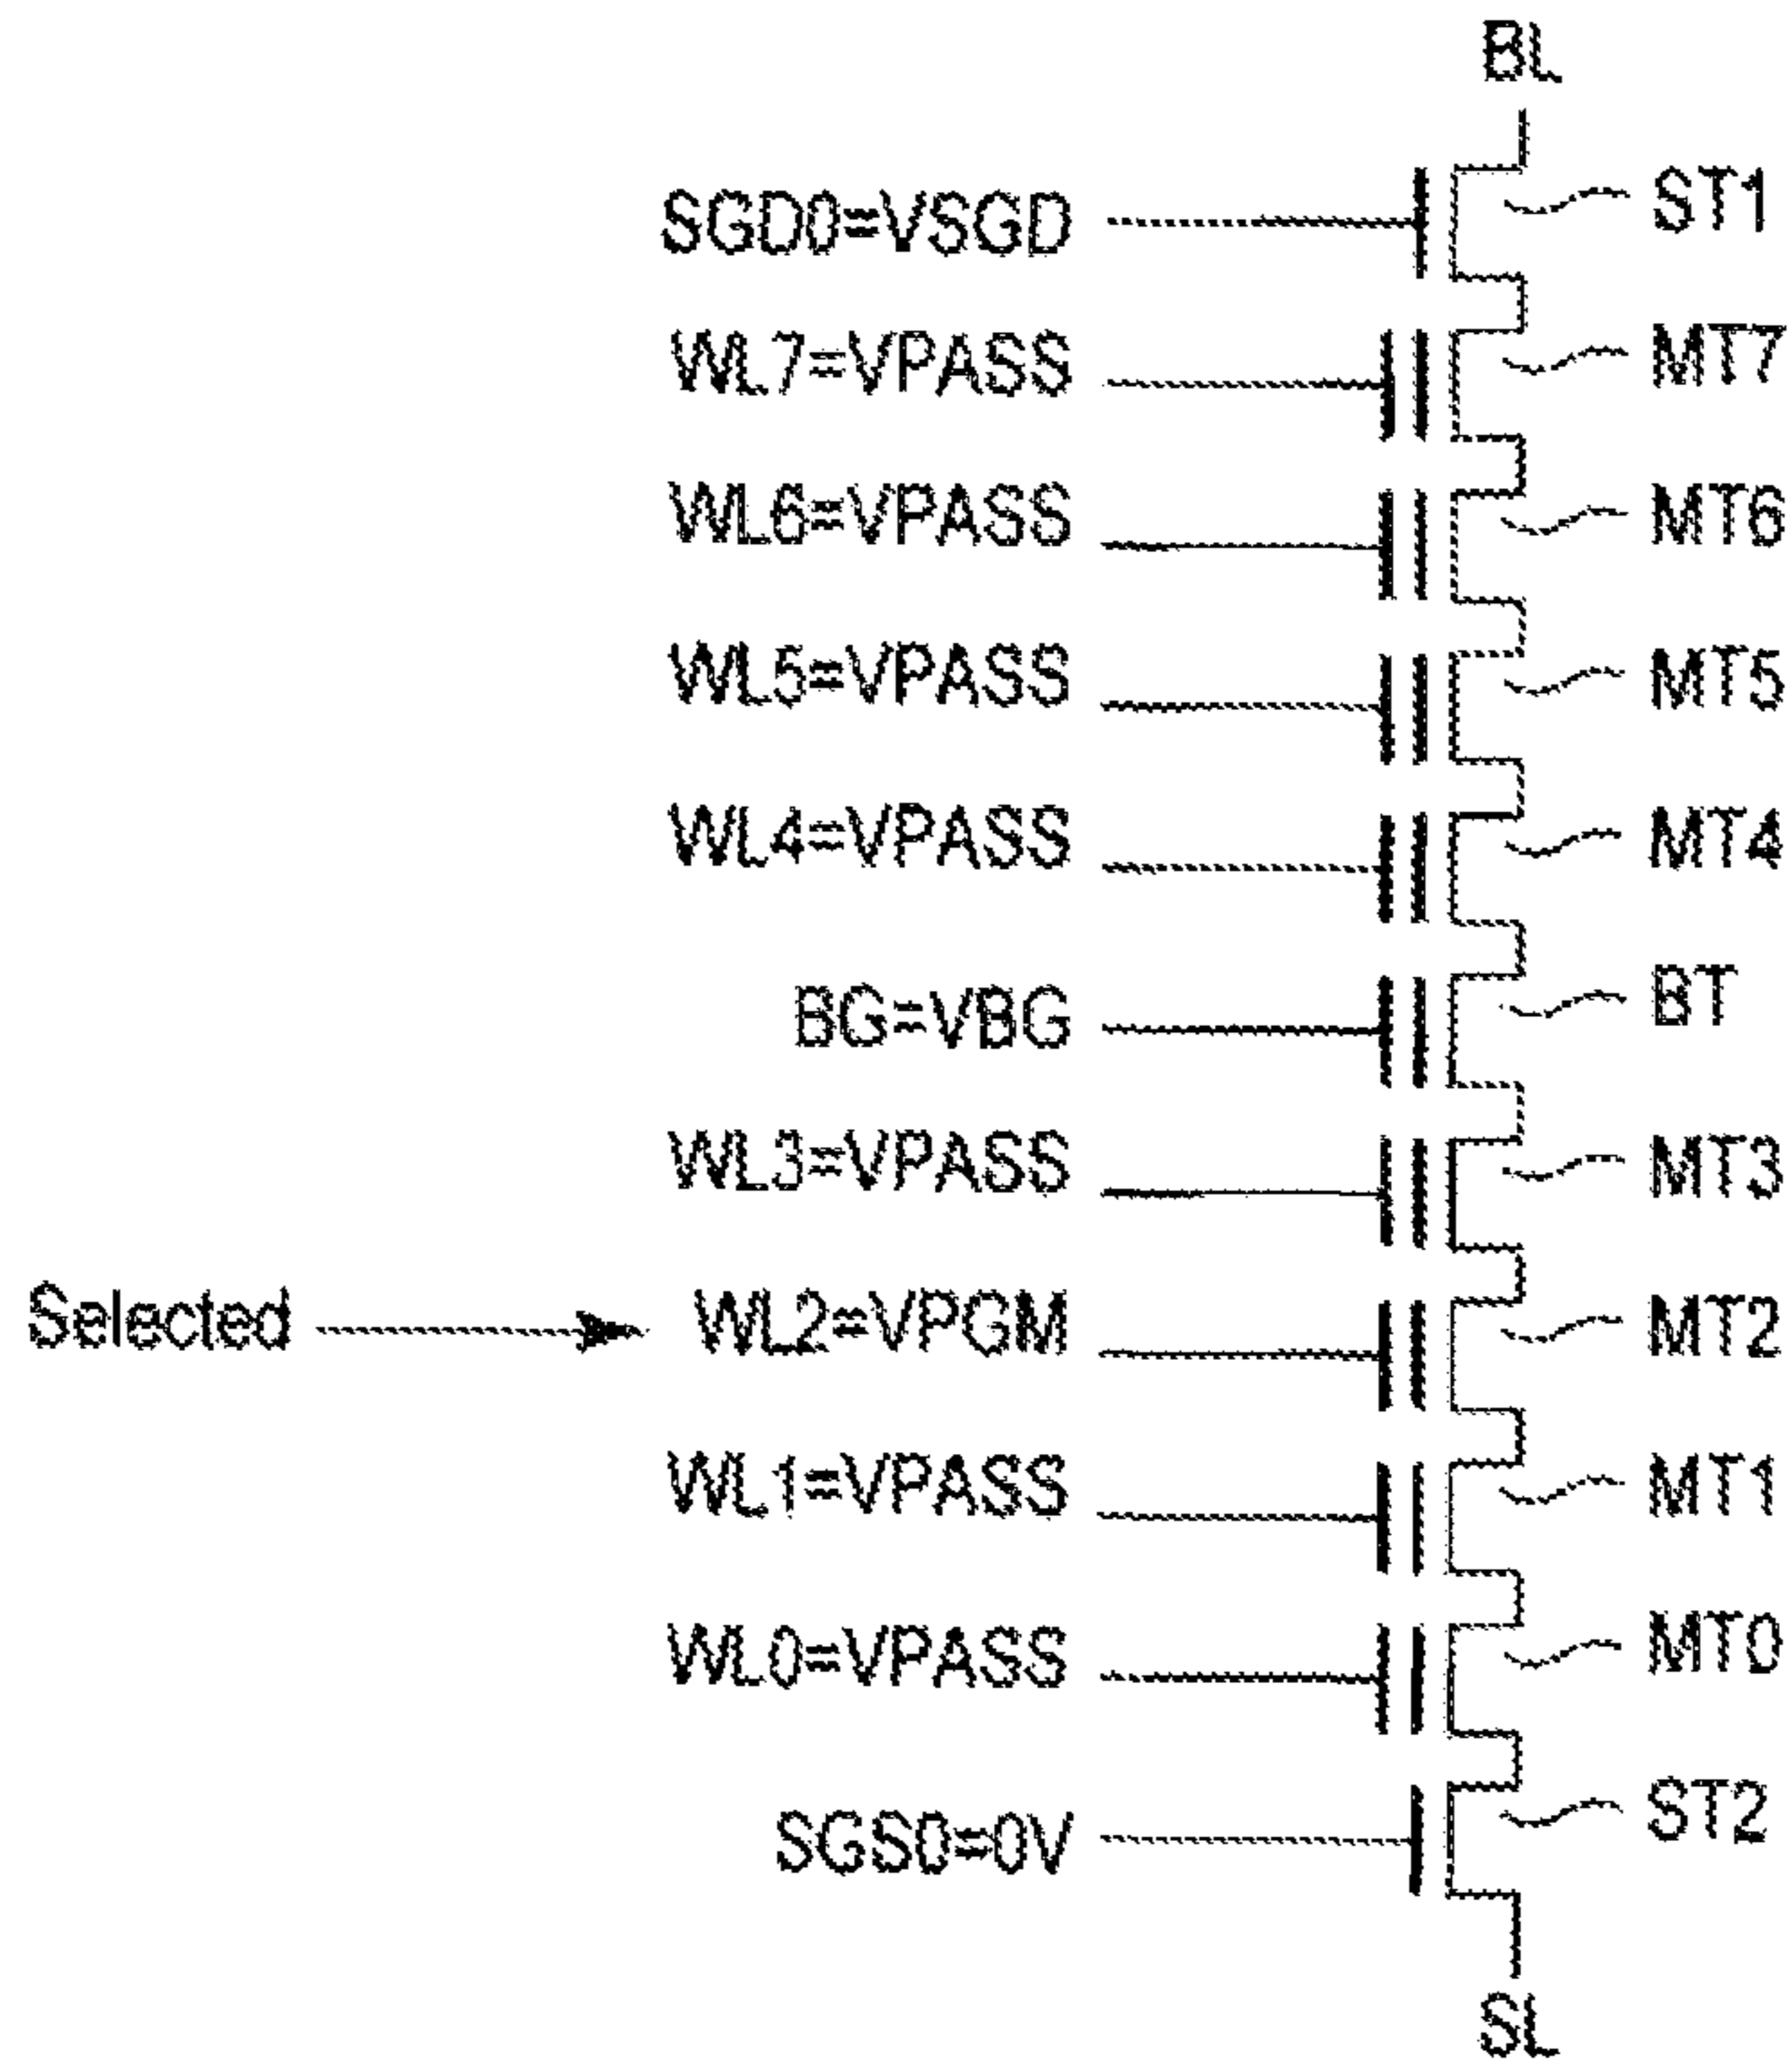 BL
SGD0=VSGD ST1
WL7=VPASS MT7
WL6=VPASS MT6
WL5=VPASS MT5
WL4=VPASS MT4
BG=VBG BT
WL3=VPASS MT3
Selected WL2=VPGM MT2
WL1=VPASS MT1
WL0=VPASS MT0
SGS0=0V ST2
SL